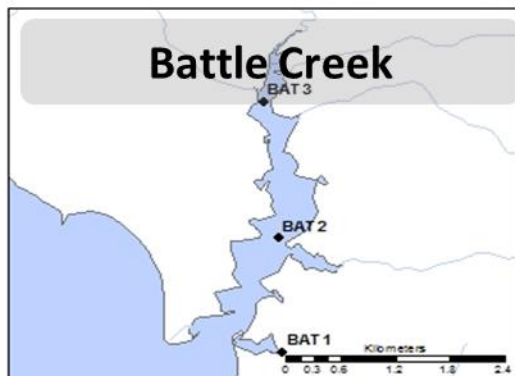 Battle Creek
BAT 3
BAT 2
BAT 1
Kilometers
0 0.3 0.6 1.2 1.8 2.4